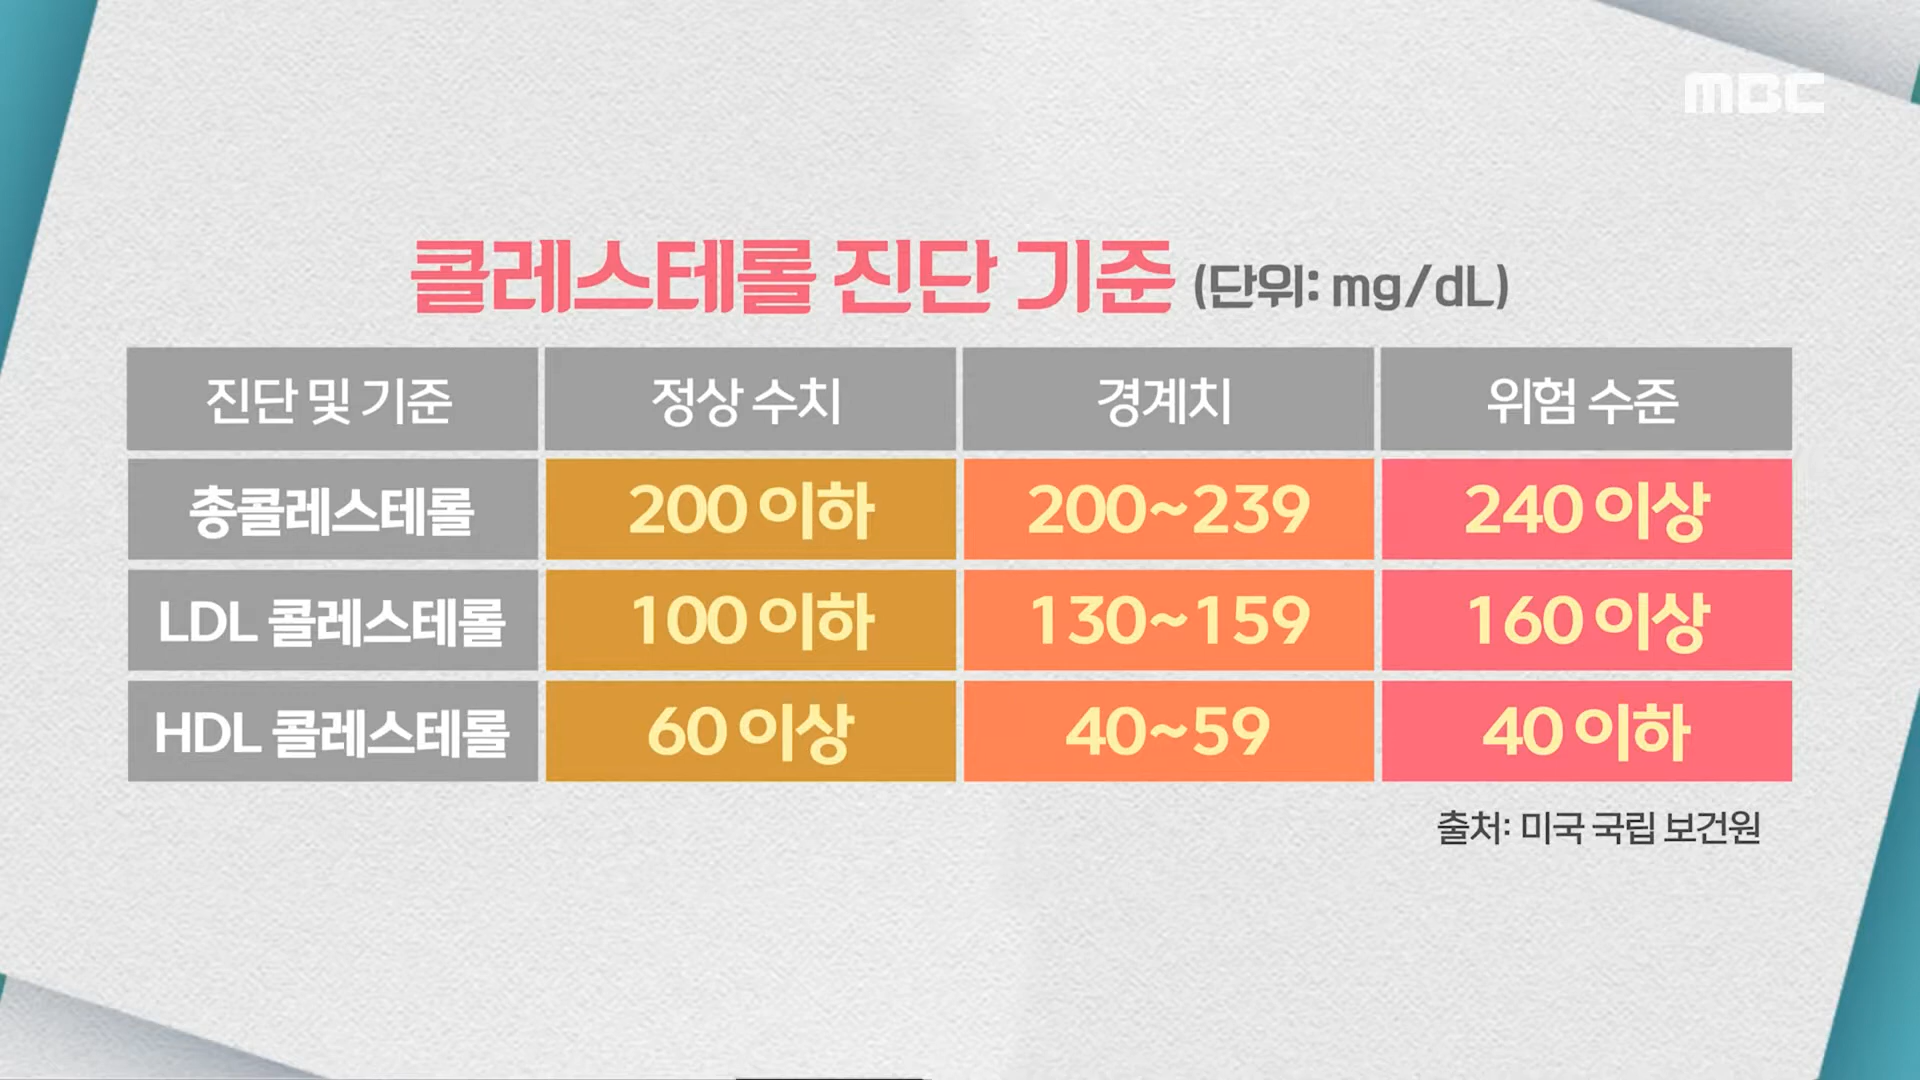 MBC
콜레스테롤 진단 기준 (단위: mg/dL)
진단 및 기준 정상 수치 경계치 위험 수준
총콜레스테롤 200 이하 200~239 240 이상
LDL 콜레스테롤 100 이하 130~159 160 이상
HDL 콜레스테롤 60 이상 40~59 40 이하
출처: 미국 국립 보건원